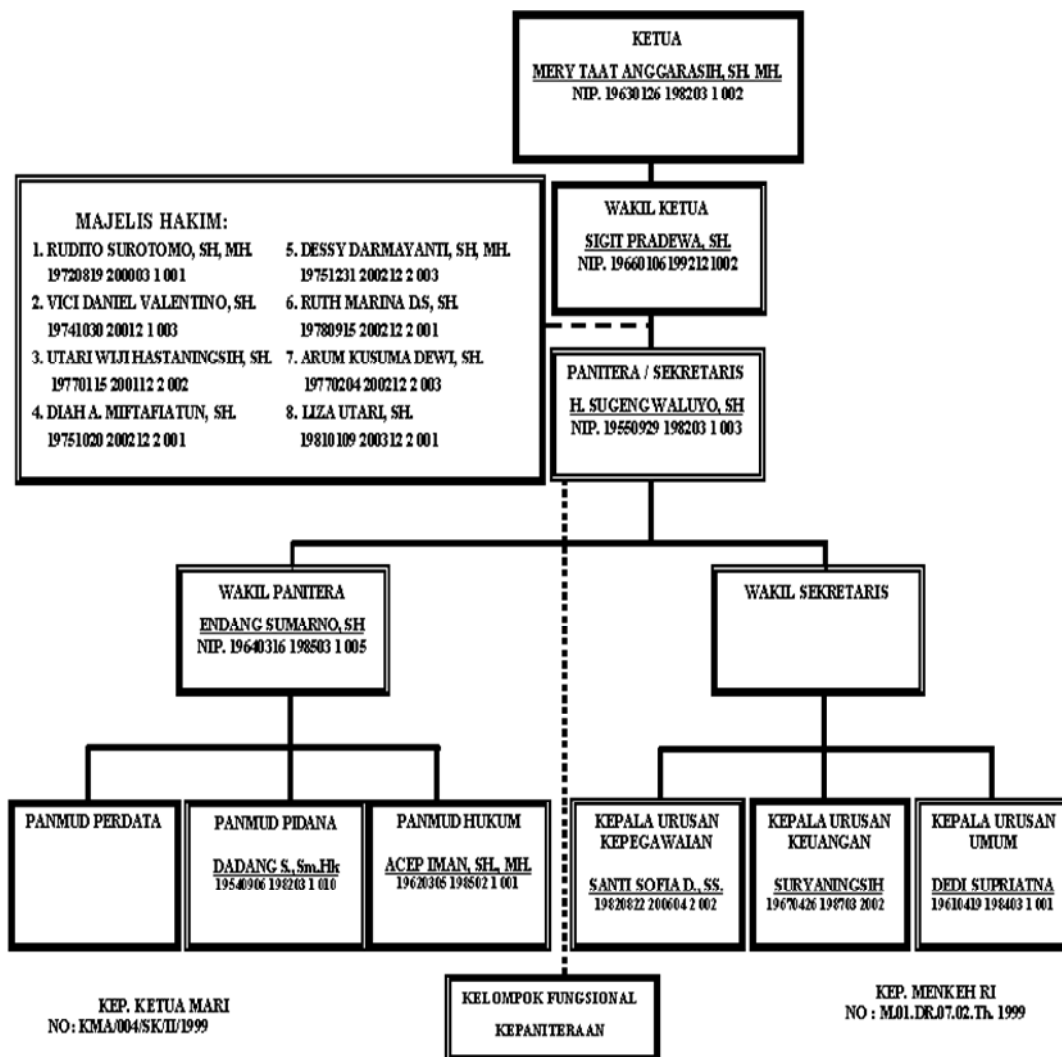 KETUA
MERY TAAT ANGGARASIH, SH. MH.
NIP. 19630126 198203 1 002
WAKIL KETUA
SIGIT PRADEWA, SH.
NIP. 196601061992121002
MAJELIS HAKIM:
1. RUDITO SUROTOMO, SH, MH.
19720819 200003 1 001
2. VICI DANIEL VALENTINO, SH.
19741030 20012 1 003
3. UTARI WIJI HASTANINGSIH, SH.
19770115 200112 2 002
4. DIAH A. MIFTAFIATUN, SH.
19751020 200212 2 001
5. DESSY DARMAYANTI, SH, MH.
19751231 200212 2 003
6. RUTH MARINA D.S, SH.
19780915 200212 2 001
7. ARUM KUSUMA DEWI, SH.
19770204 200212 2 003
8. LIZA UTARI, SH.
19810109 200312 2 001
PANITERA / SEKRETARIS
H. SUGENG WALUYO, SH
NIP. 19550929 198203 1 003
WAKIL PANITERA
ENDANG SUMARNO, SH
NIP. 19640316 198503 1 005
WAKIL SEKRETARIS
PANMUD PERDATA
PANMUD PIDANA
DADANG S., Sm.Hk
19540906 198203 1 010
PANMUD HUKUM
ACEP IMAN, SH., MH.
19620305 198502 1 001
KEPALA URUSAN
KEPEGAWAIAN
SANTI SOFIA D., SS.
19820822 200604 2 002
KEPALA URUSAN
KEUANGAN
SURYANINGSIH
19670426 198703 2002
KEPALA URUSAN
UMUM
DEDI SUPRIATNA
19610419 198403 1 001
KEP. KETUA MARI
NO : KMA/004/SK/II/1999
KELOMPOK FUNGSIONAL
KEPANITERAAN
KEP. MENKEH RI
NO : M.01.DR.07.02.Th. 1999